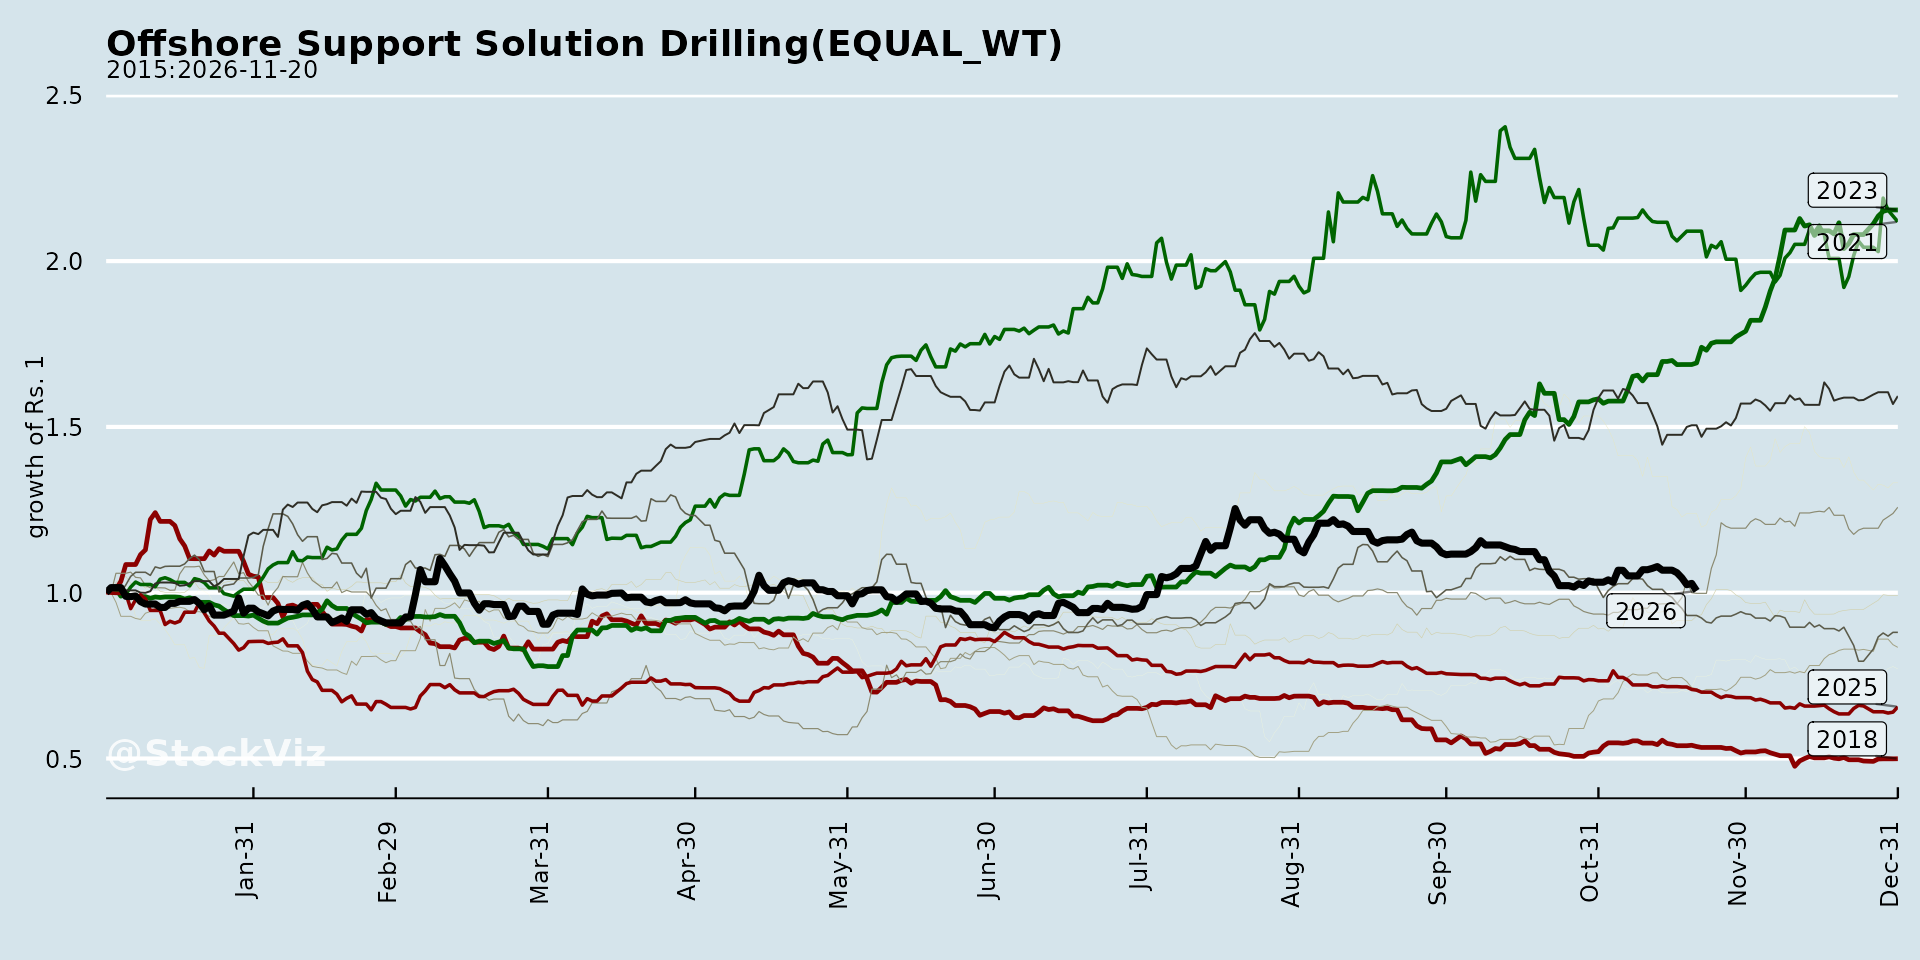 Offshore Support Solution Drilling(EQUAL_WT)
2015:2026-11-20
2.5
2.0
1.5
1.0
0.5
growth of Rs. 1
2023
2021
2026
2025
2018
@StockViz
Jan-31
Feb-29
Mar-31
Apr-30
May-31
Jun-30
Jul-31
Aug-31
Sep-30
Oct-31
Nov-30
Dec-31